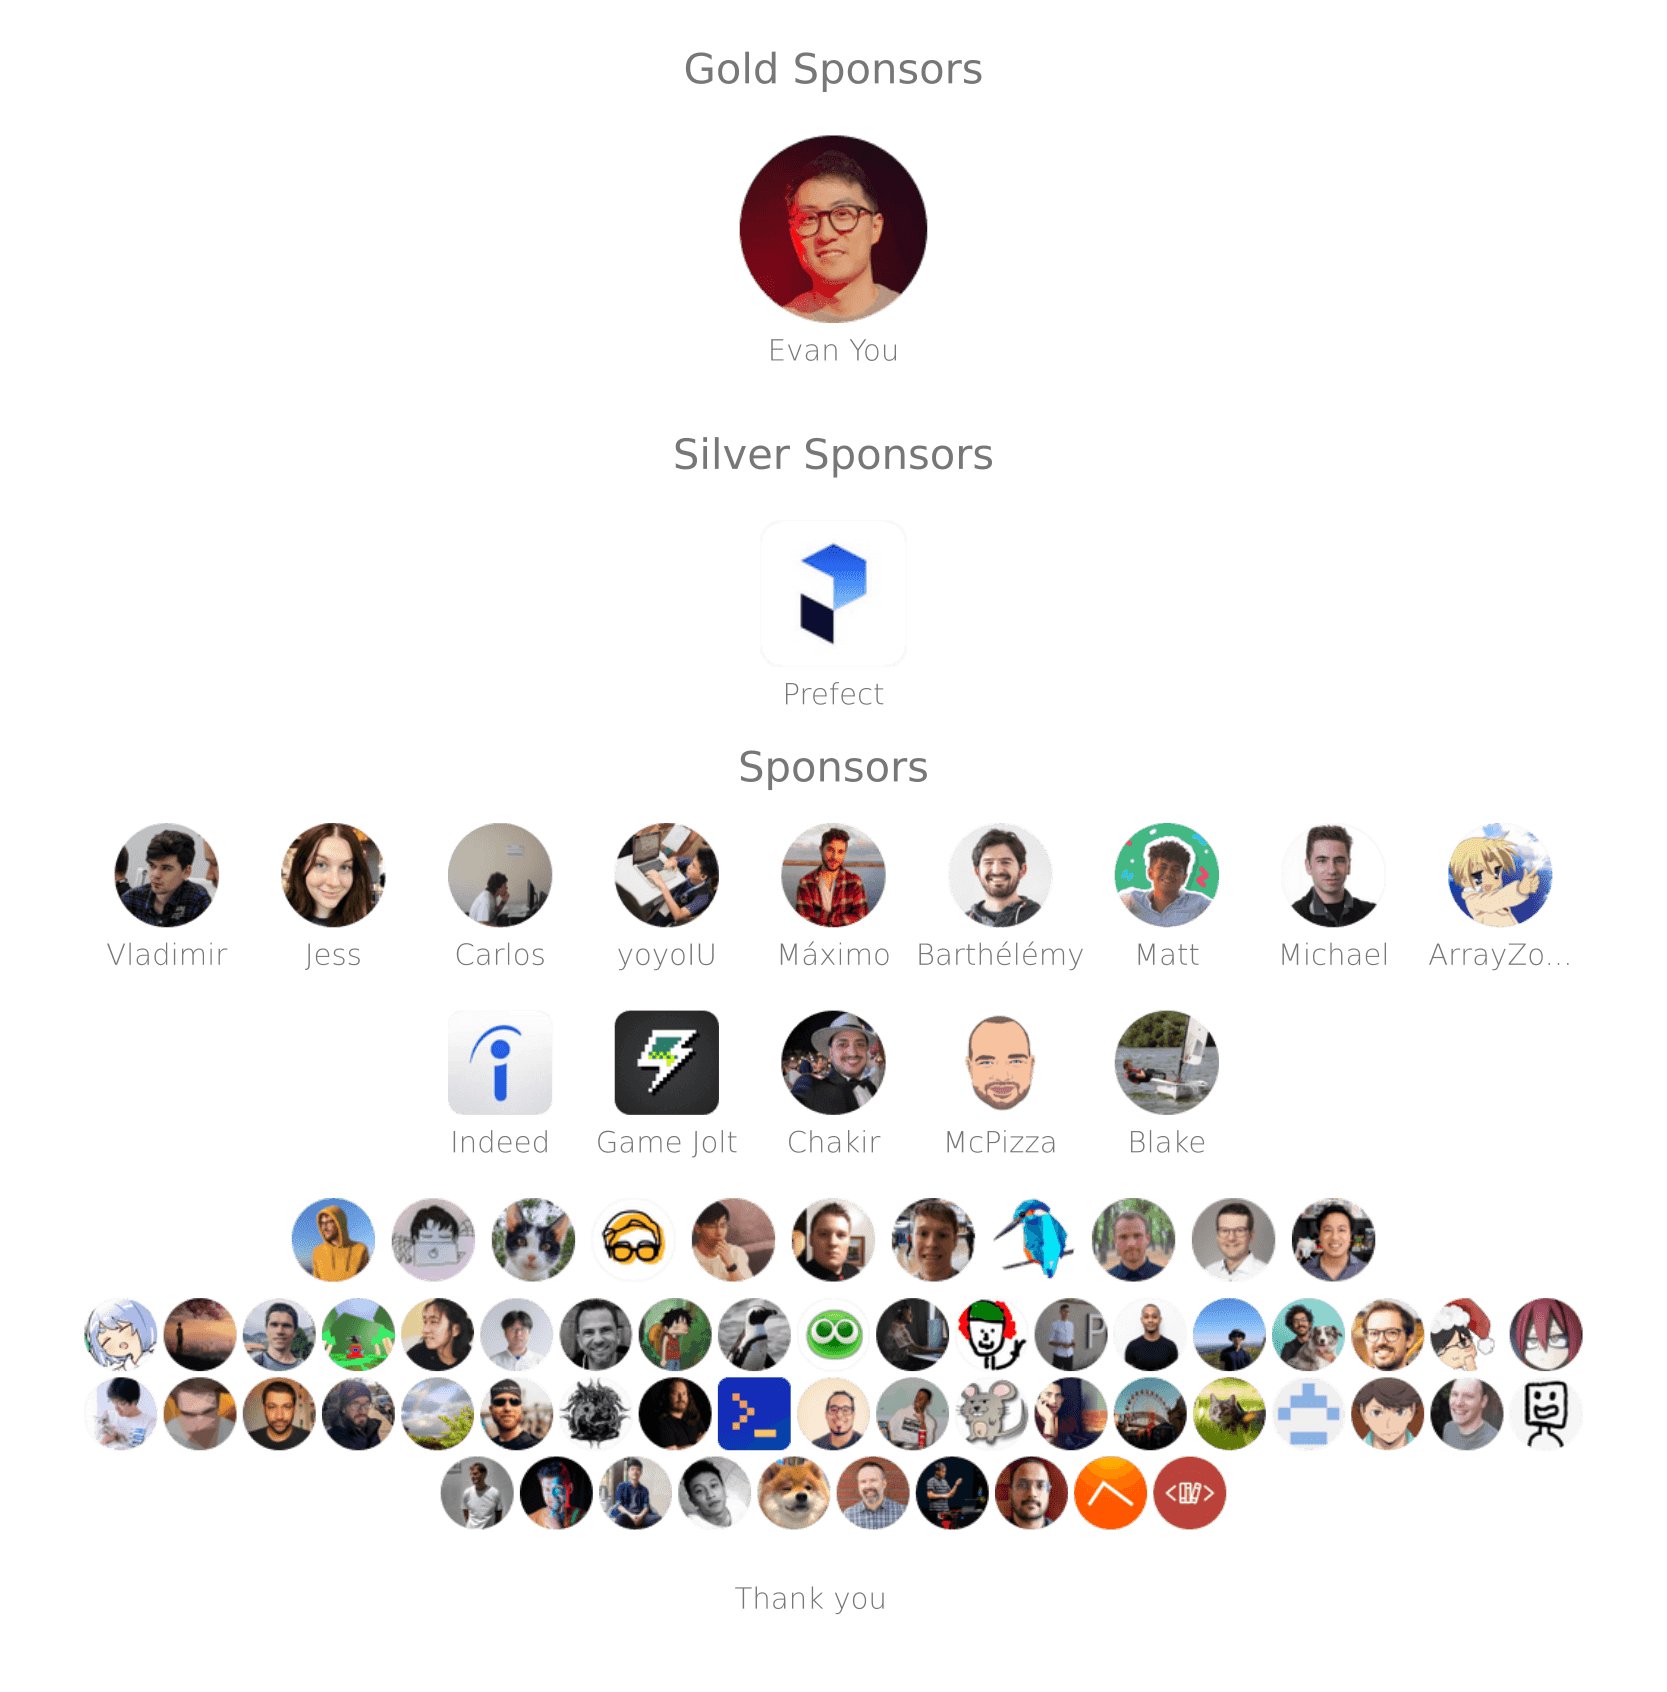 Gold Sponsors
Evan You
Silver Sponsors
Prefect
Sponsors
Vladimir Jess Carlos yoyoIU Máximo Barthélémy Matt Michael ArrayZo...
Indeed Game Jolt Chakir McPizza Blake
Thank you